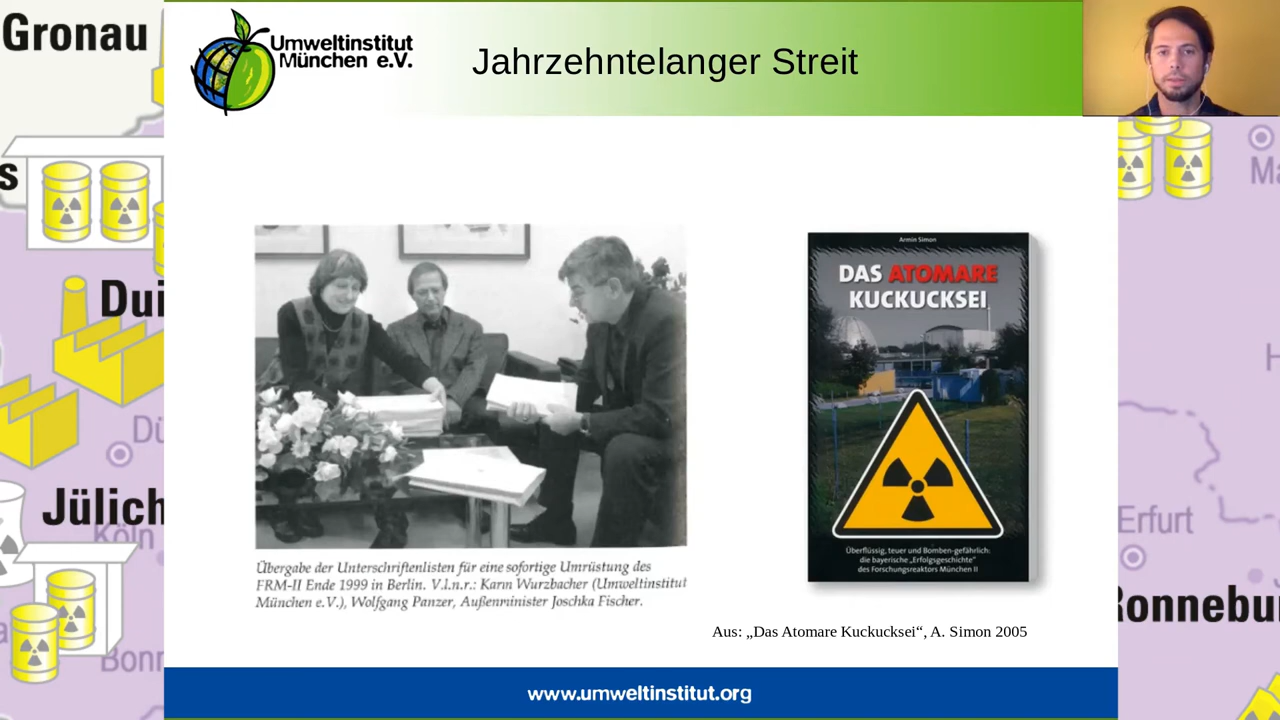 Gronau
s
Dui
Dü
Jülich
Köln
Bonn
Umweltinstitut
München e.V.
Jahrzehntelanger Streit
Übergabe der Unterschriftenlisten für eine sofortige Umrüstung des
FRM-II Ende 1999 in Berlin. V.l.n.r.: Karin Wurzbacher (Umweltinstitut
München e.V.), Wolfgang Panzer, Außenminister Joschka Fischer.
Armin Simon
DAS ATOMARE
KUCKUCKSEI
Überflüssig, teuer und Bomben-gefährlich:
die bayerische „Erfolgsgeschichte“
des Forschungsreaktors München II
Aus: „Das Atomare Kuckucksei“, A. Simon 2005
www.umweltinstitut.org
Ma
H
Erfurt
Ronnebu